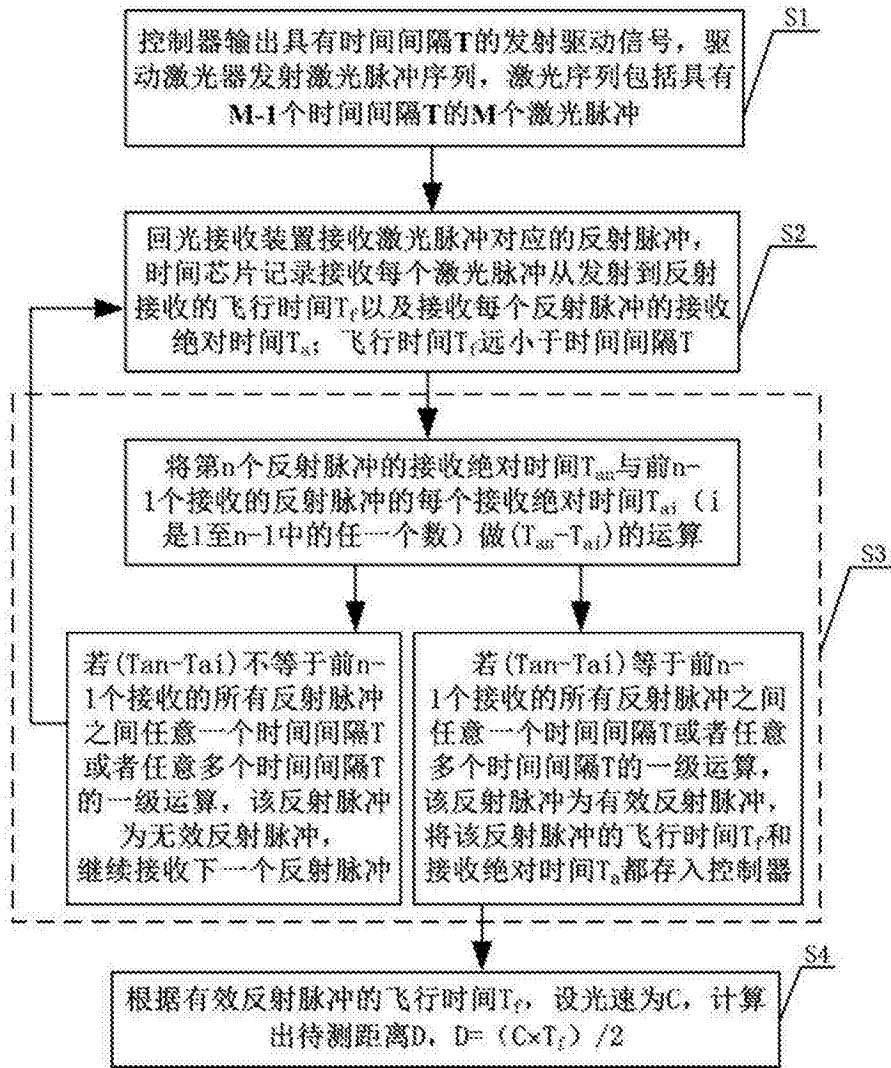 S1
控制器输出具有时间间隔T的发射驱动信号，驱
动激光器发射激光脉冲序列，激光序列包括具有
M-1个时间间隔T的M个激光脉冲
S2
回光接收装置接收激光脉冲对应的反射脉冲，
时间芯片记录接收每个激光脉冲从发射到反射
接收的飞行时间Tf以及接收每个反射脉冲的接收
绝对时间Ta；飞行时间Tf远小于时间间隔T
S3
将第n个反射脉冲的接收绝对时间Tan与前n-
1个接收的反射脉冲的每个接收绝对时间Tai（i
是1至n-1中的任一个数）做(Tan-Tai)的运算
若(Tan-Tai)不等于前n-
1个接收的所有反射脉冲
之间任意一个时间间隔T
或者任意多个时间间隔T
的一级运算，该反射脉冲
为无效反射脉冲，
继续接收下一个反射脉冲
若(Tan-Tai)等于前n-
1个接收的所有反射脉冲之间
任意一个时间间隔T或者任意
多个时间间隔T的一级运算，
该反射脉冲为有效反射脉冲，
将该反射脉冲的飞行时间Tf和
接收绝对时间Ta都存入控制器
S4
根据有效反射脉冲的飞行时间Tf，设光速为C，计算
出待测距离D，D=（C×Tf）/2